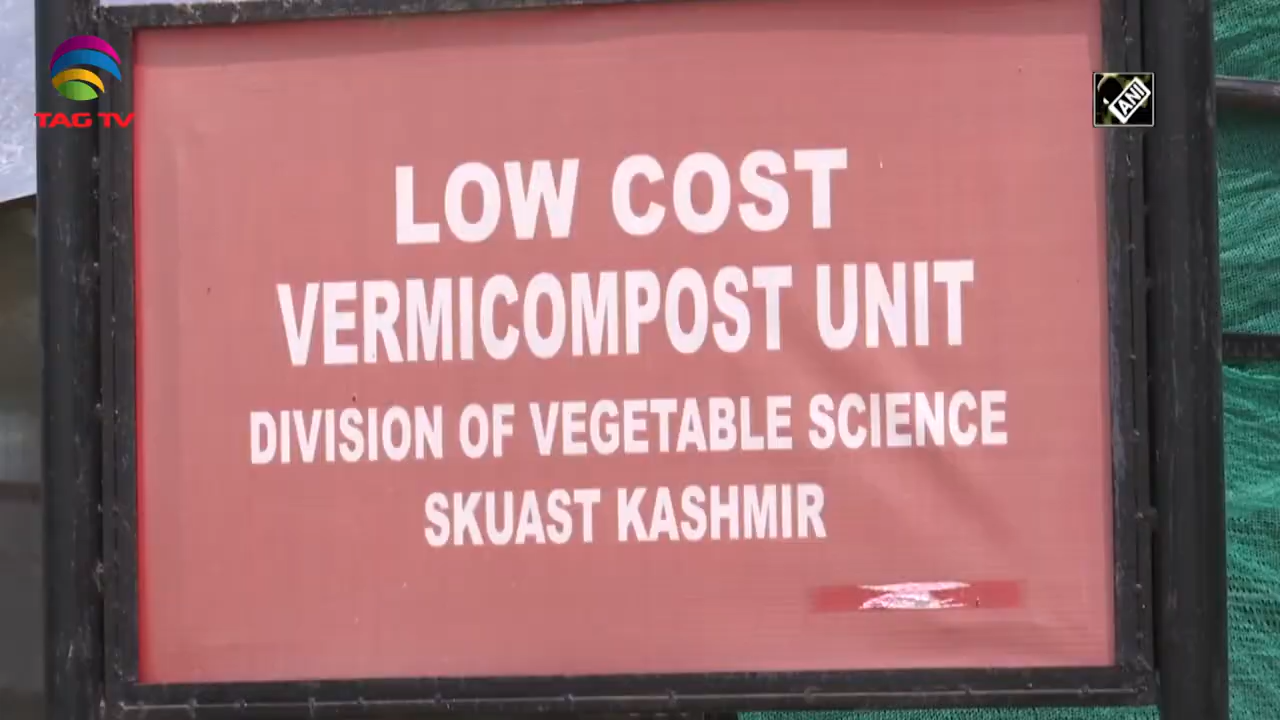 TAG TV
ANI
LOW COST
VERMICOMPOST UNIT
DIVISION OF VEGETABLE SCIENCE
SKUAST KASHMIR